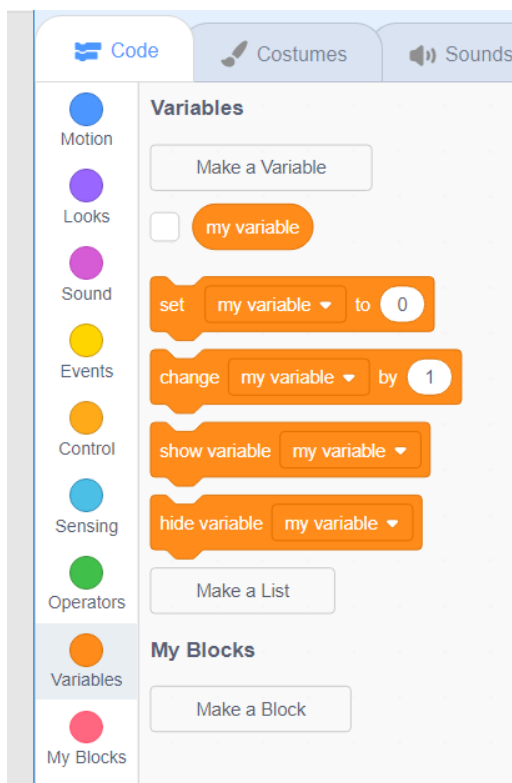 Code
Costumes
Sounds
Motion
Looks
Sound
Events
Control
Sensing
Operators
Variables
My Blocks
Variables
Make a Variable
my variable
set my variable to 0
change my variable by 1
show variable my variable
hide variable my variable
Make a List
My Blocks
Make a Block